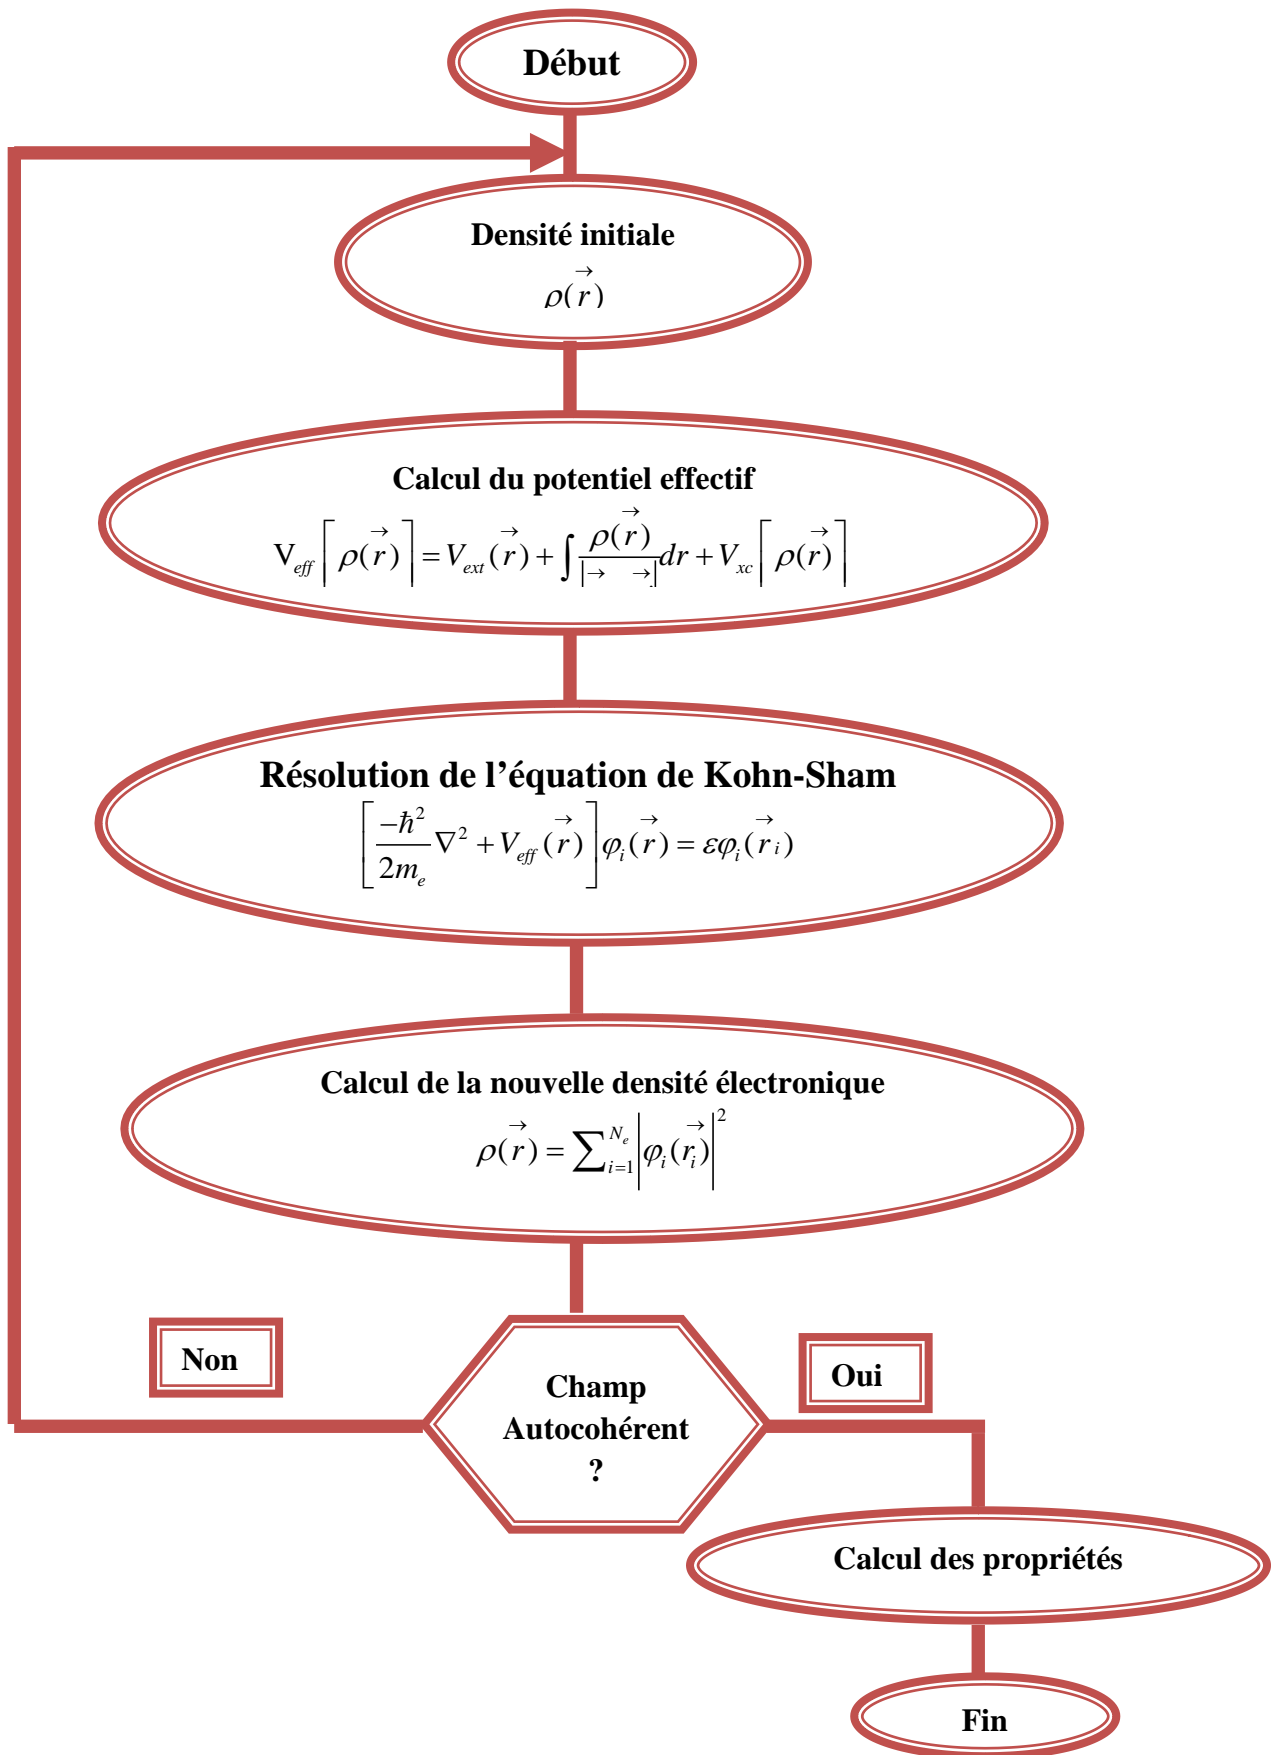 Début
Densité initiale
ρ(r⃗)
Calcul du potentiel effectif
V_eff[ρ(r⃗)] = V_ext(r⃗) + ∫ ρ(r⃗)/|→ →| dr + V_xc[ρ(r⃗)]
Résolution de l’équation de Kohn-Sham
[-ħ²/2m_e ∇² + V_eff(r⃗)]φ_i(r⃗) = εφ_i(r⃗_i)
Calcul de la nouvelle densité électronique
ρ(r⃗) = ∑_{i=1}^{N_e}|φ_i(r⃗_i)|²
Non
Oui
Champ
Autocohérent
?
Calcul des propriétés
Fin